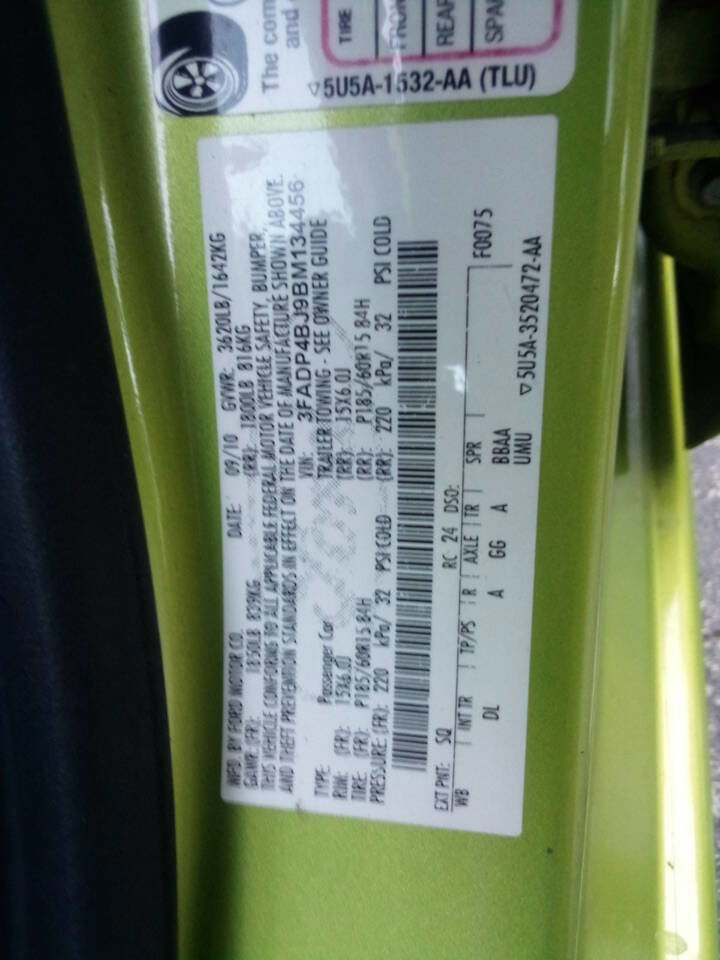 The com
and
TIRE
FRON
REAR
SPA
▽5U5A-1532-AA (TLU)
MFD. BY FORD MOTOR CO.
DATE: 09/10 GVWR: 3620LB/1642KG
GAWR: (FR): 1850LB 839KG (RR): 1800LB 816KG
THIS VEHICLE CONFORMS TO ALL APPLICABLE FEDERAL MOTOR VEHICLE SAFETY, BUMPER,
AND THEFT PREVENTION STANDARDS IN EFFECT ON THE DATE OF MANUFACTURE SHOWN ABOVE.
VIN: 3FADP4BJ9BM134456
TYPE: Passenger Car TRAILER TOWING - SEE OWNER GUIDE
RIM: (FR): 15X6.0J (RR): 15X6.0J
TIRE: (FR): P185/60R15 84H (RR): P185/60R15 84H
PRESSURE: (FR): 220 kPa/ 32 PSI COLD (RR): 220 kPa/ 32 PSI COLD
EXT PNT: SQ RC: 24 DSO: F0075
WB INT TR TP/PS R AXLE TR SPR
DL A GG A BBAA
UMU
▽5U5A-3520472-AA